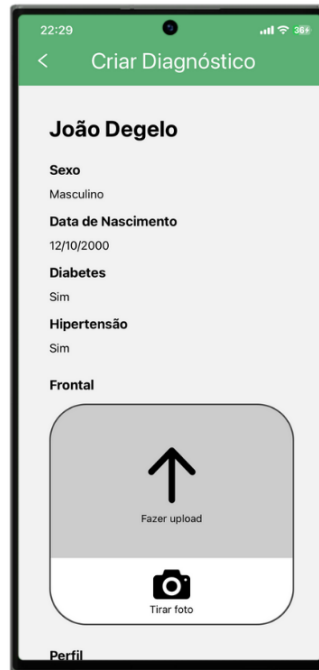 22:29
36+
Criar Diagnóstico
João Degelo
Sexo
Masculino
Data de Nascimento
12/10/2000
Diabetes
Sim
Hipertensão
Sim
Frontal
Fazer upload
Tirar foto
Perfil